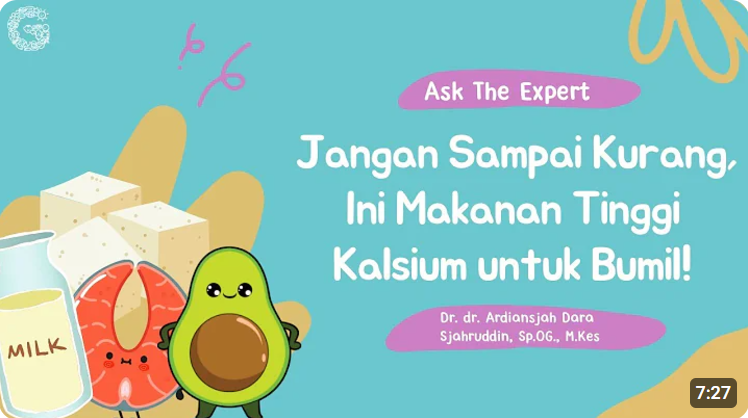 Ask The Expert
Jangan Sampai Kurang,
Ini Makanan Tinggi
Kalsium untuk Bumil!
Dr. dr. Ardiansjah Dara
Sjahruddin, Sp.OG., M.Kes
MILK
7:27